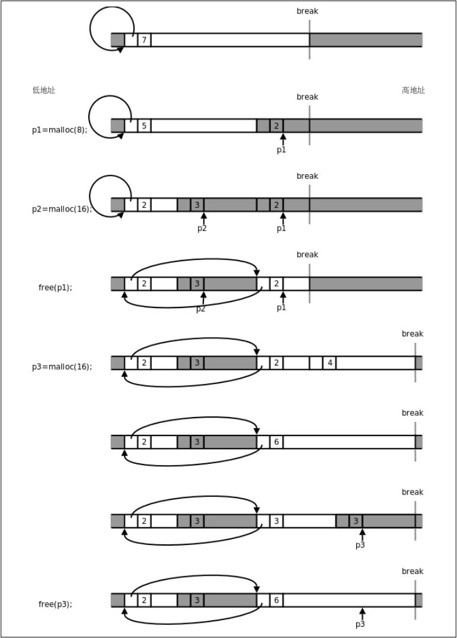 break
7
低地址
高地址
break
p1=malloc(8);
5
2
p1
break
p2=malloc(16);
2
3
2
p2
p1
break
free(p1);
2
3
2
p2
p1
break
p3=malloc(16);
2
3
2
4
break
2
3
6
break
2
3
3
3
p3
break
free(p3);
2
3
6
p3